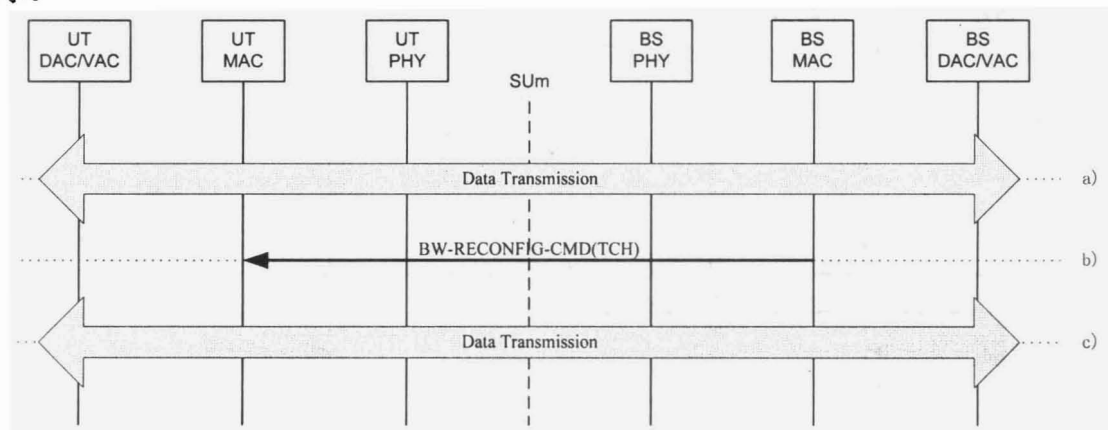 UT
DAC/VAC
UT
MAC
UT
PHY
SUm
BS
PHY
BS
MAC
BS
DAC/VAC
Data Transmission
a)
BW-RECONFIG-CMD(TCH)
b)
Data Transmission
c)